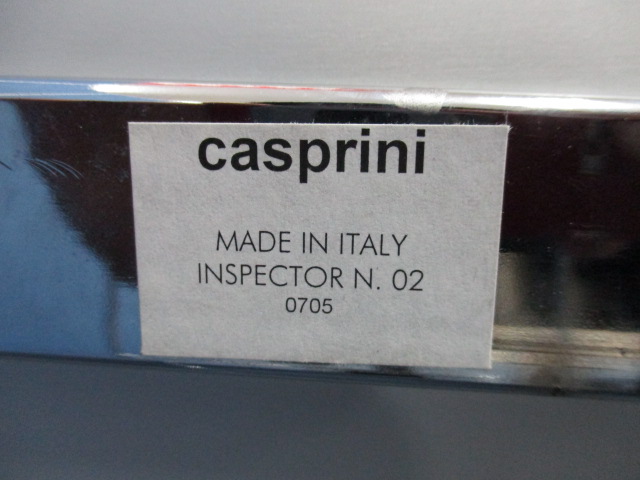 casprini
MADE IN ITALY
INSPECTOR N. 02
0705